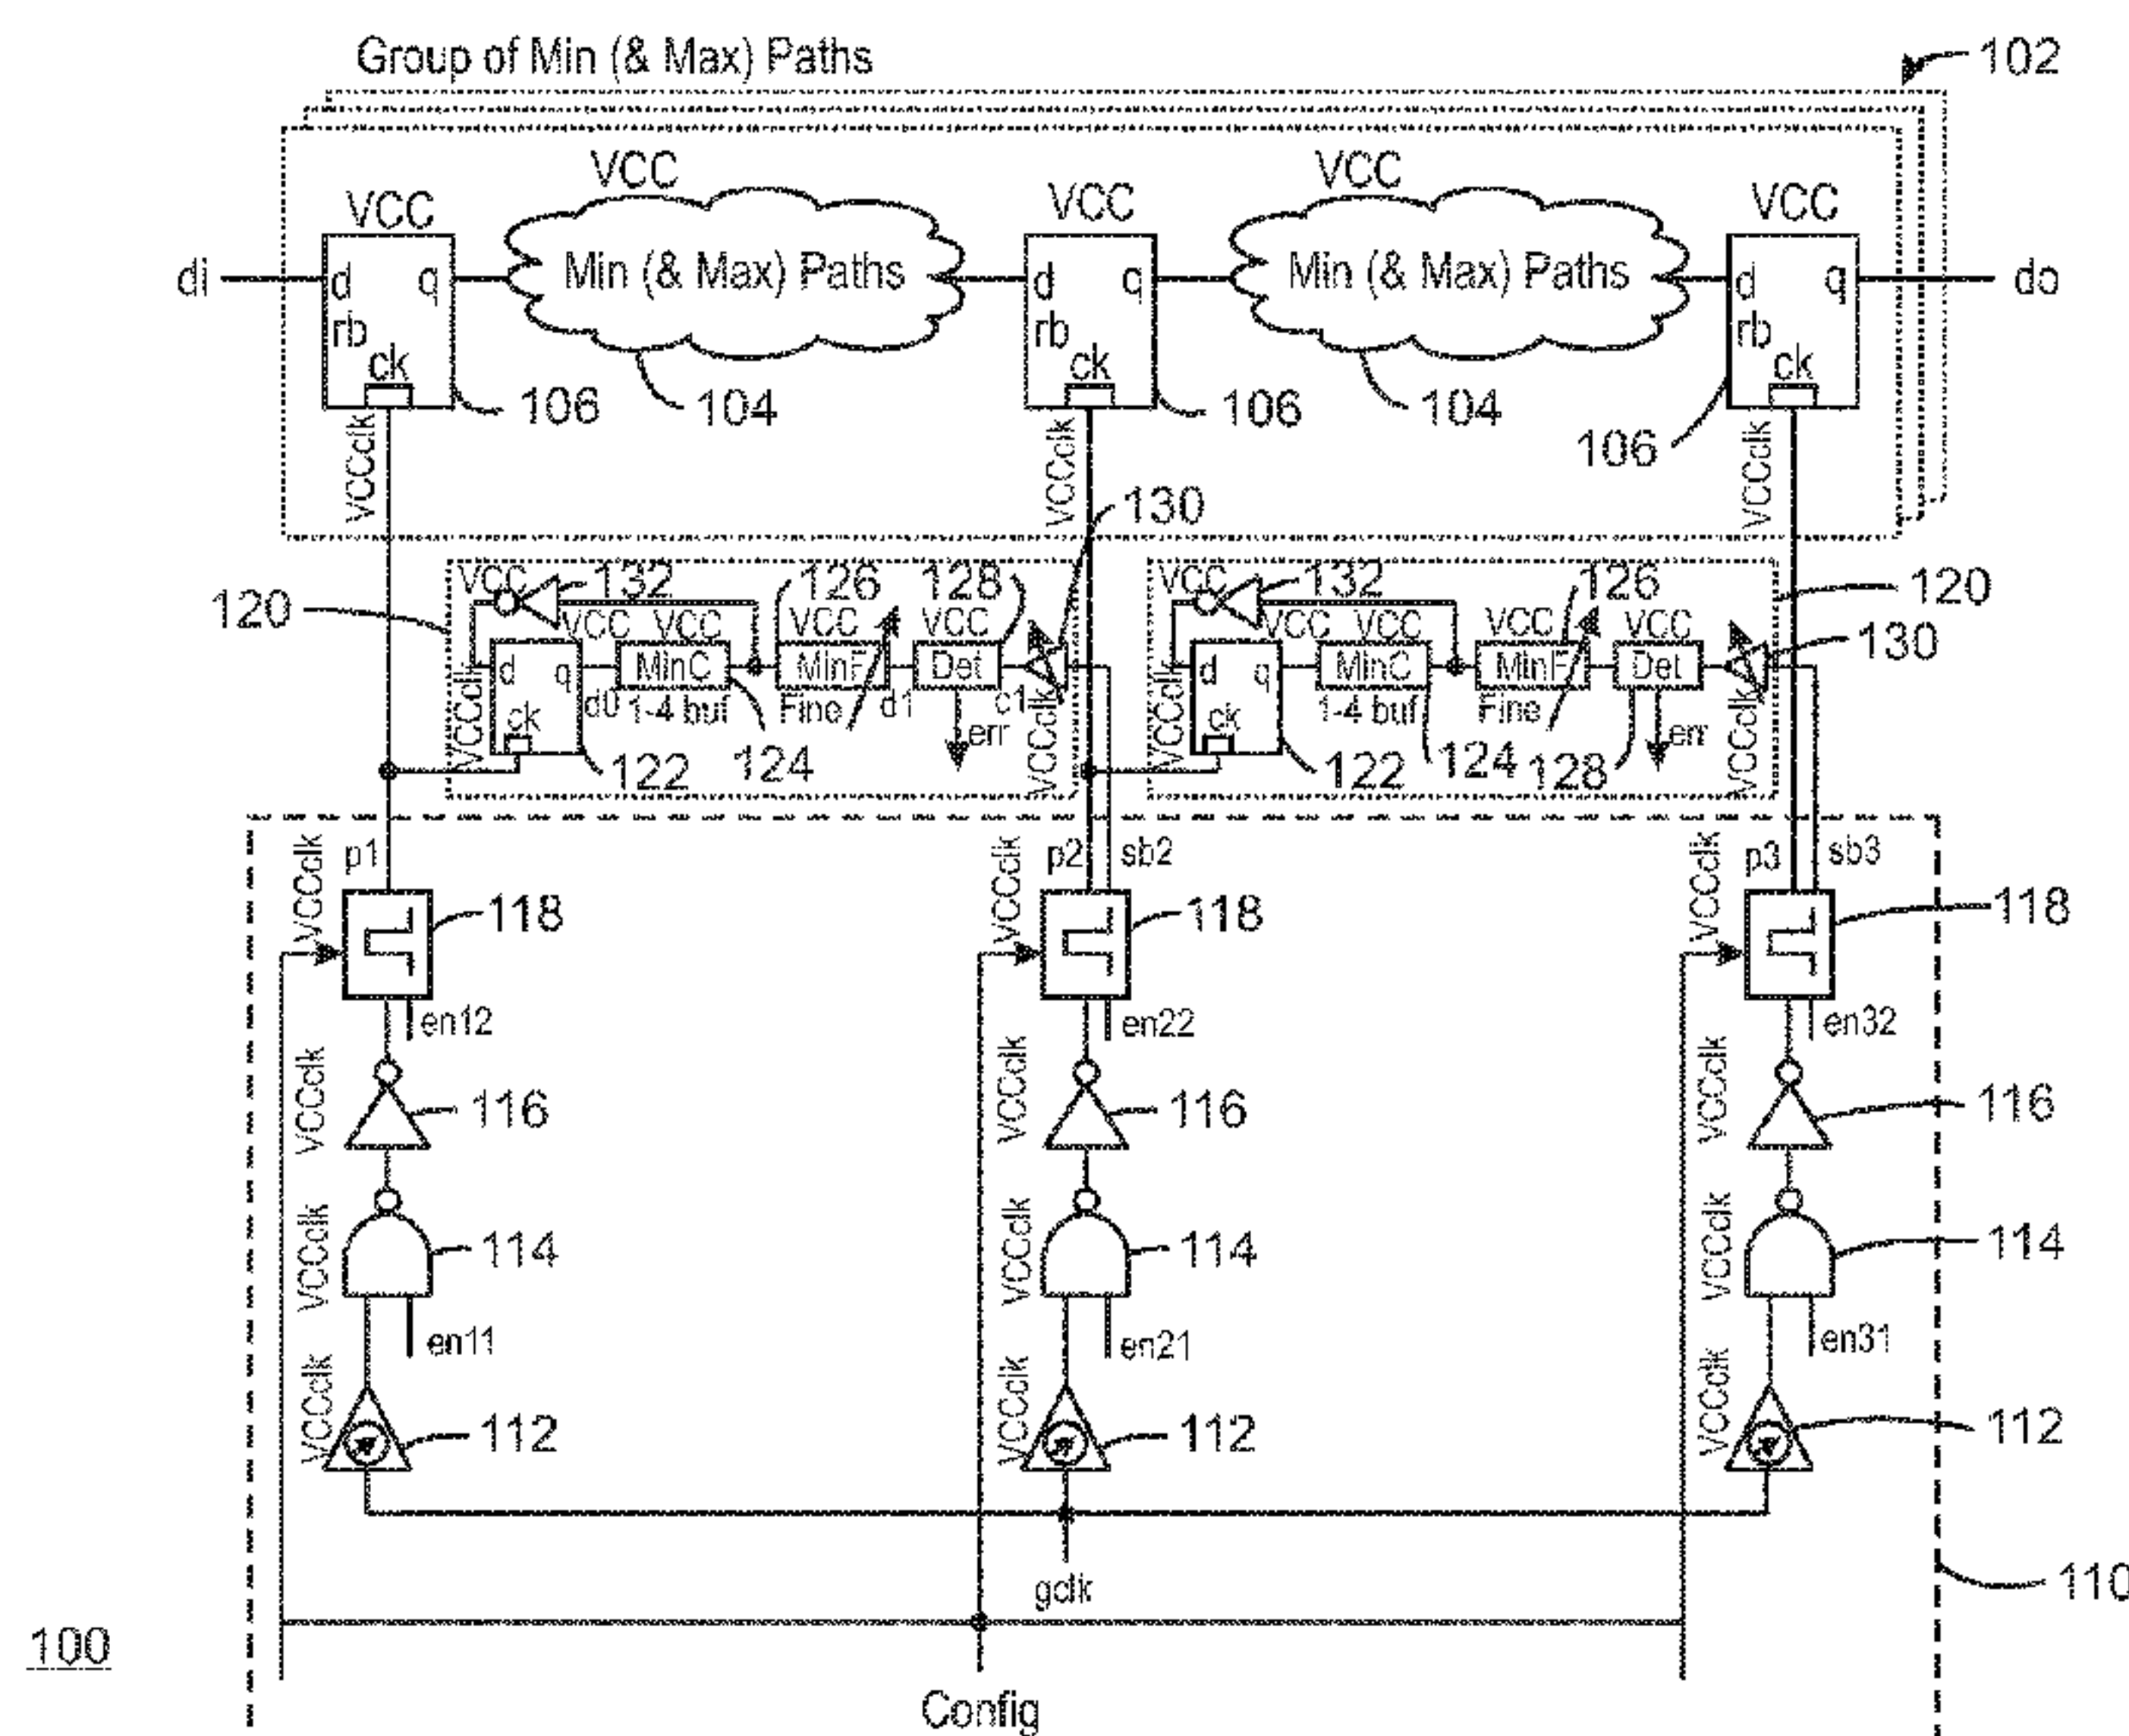 Group of Min (& Max) Paths
102
VCC VCC VCC VCC VCC
di d q Min (& Max) Paths d q Min (& Max) Paths d q do
rb rb rb
ck ck ck
106 104 106 104 106
VCCclk VCCclk VCCclk
130
120 VCC 132 126 128 VCC 132 126 120
VCC VCC VCC VCC VCC VCC VCC VCC 130
VCCclk d q MinC MinF Det VCCclk d q MinC MinF Det
ck d0 1-4 buf Fine d1 c1 VCCclk ck 1-4 buf Fine VCCclk
122 124 err 122 124 128 err
VCCclk p1 VCCclk p2 sb2 VCCclk p3 sb3
118 118 118
en12 en22 en32
VCCclk 116 VCCclk 116 VCCclk 116
VCCclk 114 VCCclk 114 VCCclk 114
en11 en21 en31
VCCclk 112 VCCclk 112 VCCclk 112
gclk
110
100
Config